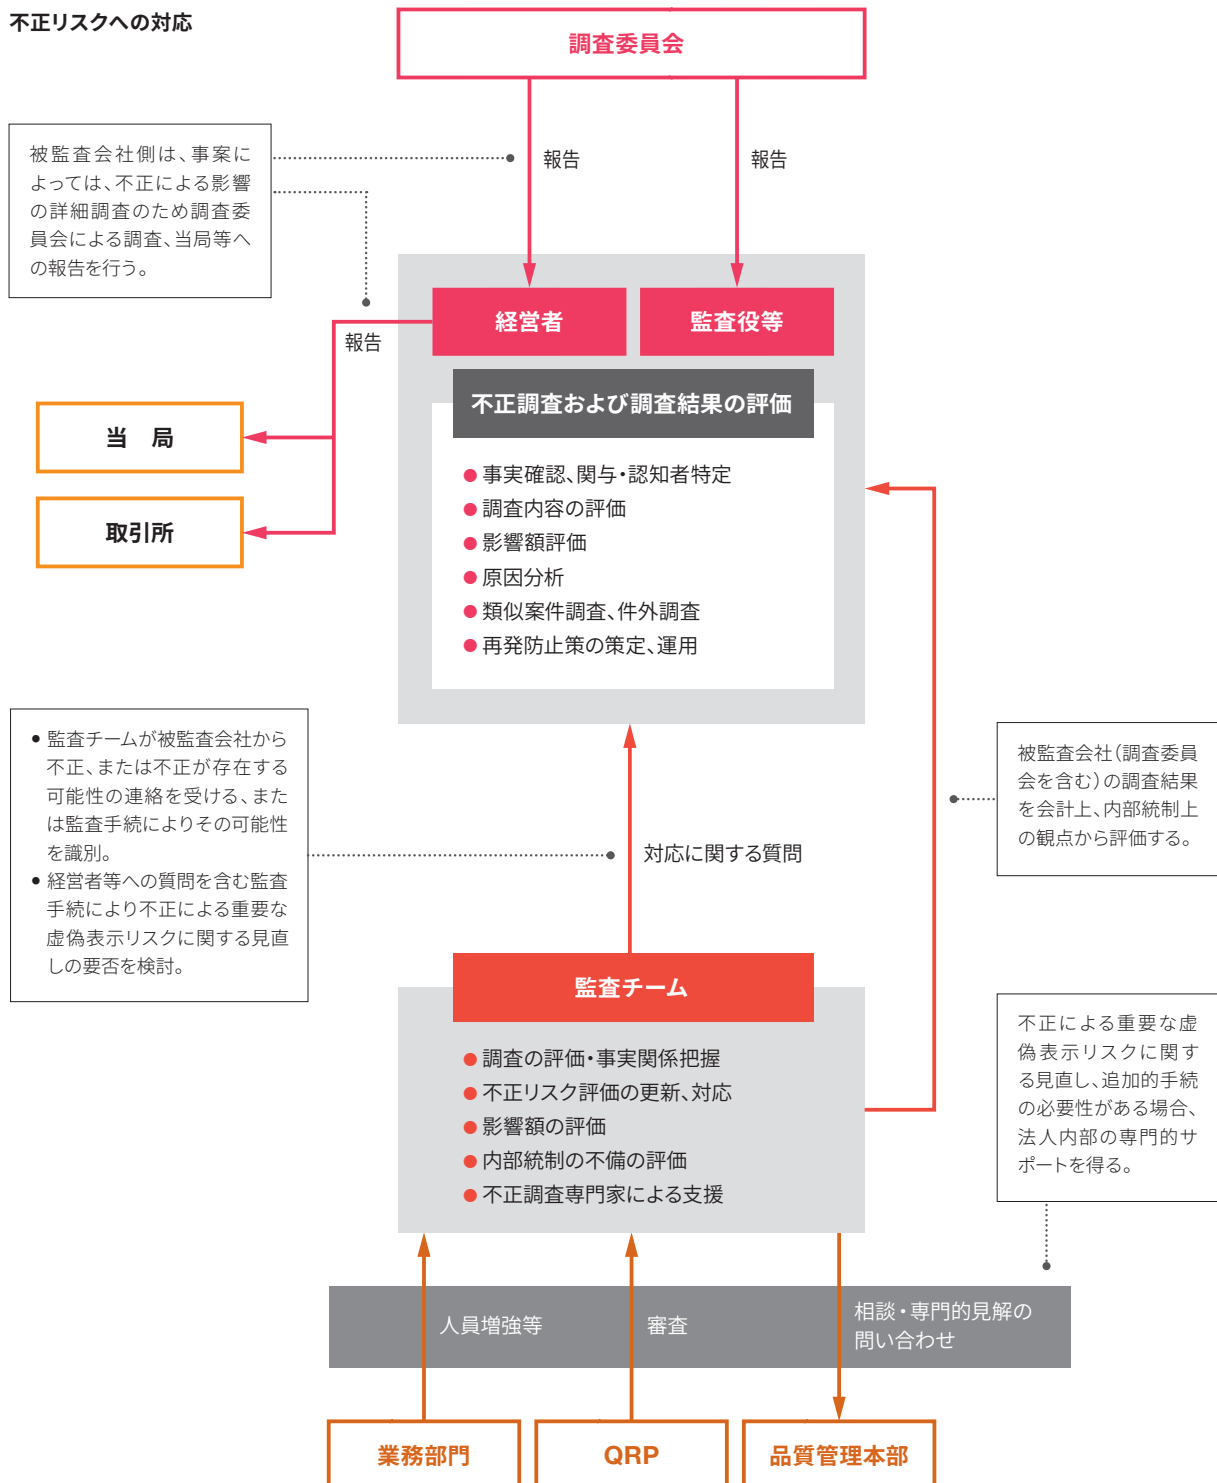 不正リスクへの対応
調査委員会
被監査会社側は、事案に
よっては、不正による影響
の詳細調査のため調査委
員会による調査、当局等へ
の報告を行う。
報告
報告
経営者
監査役等
報告
不正調査および調査結果の評価
当 局
取引所
● 事実確認、関与・認知者特定
● 調査内容の評価
● 影響額評価
● 原因分析
● 類似案件調査、件外調査
● 再発防止策の策定、運用
● 監査チームが被監査会社から
不正、または不正が存在する
可能性の連絡を受ける、また
は監査手続によりその可能性
を識別。
● 経営者等への質問を含む監査
手続により不正による重要な
虚偽表示リスクに関する見直
しの要否を検討。
対応に関する質問
被監査会社(調査委員
会を含む)の調査結果
を会計上、内部統制上
の観点から評価する。
監査チーム
● 調査の評価・事実関係把握
● 不正リスク評価の更新、対応
● 影響額の評価
● 内部統制の不備の評価
● 不正調査専門家による支援
不正による重要な虚
偽表示リスクに関す
る見直し、追加的手続
の必要性がある場合、
法人内部の専門的サ
ポートを得る。
人員増強等
審査
相談・専門的見解の
問い合わせ
業務部門
QRP
品質管理本部